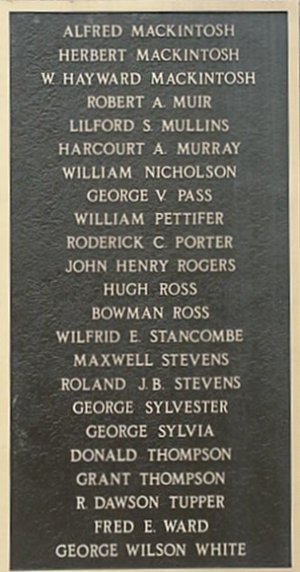 ALFRED MACKINTOSH
HERBERT MACKINTOSH
W. HAYWARD MACKINTOSH
ROBERT A. MUIR
LILFORD S. MULLINS
HARCOURT A. MURRAY
WILLIAM NICHOLSON
GEORGE V. PASS
WILLIAM PETTIFER
RODERICK C. PORTER
JOHN HENRY ROGERS
HUGH ROSS
BOWMAN ROSS
WILFRID E. STANCOMBE
MAXWELL STEVENS
ROLAND J.B. STEVENS
GEORGE SYLVESTER
GEORGE SYLVIA
DONALD THOMPSON
GRANT THOMPSON
R. DAWSON TUPPER
FRED E. WARD
GEORGE WILSON WHITE